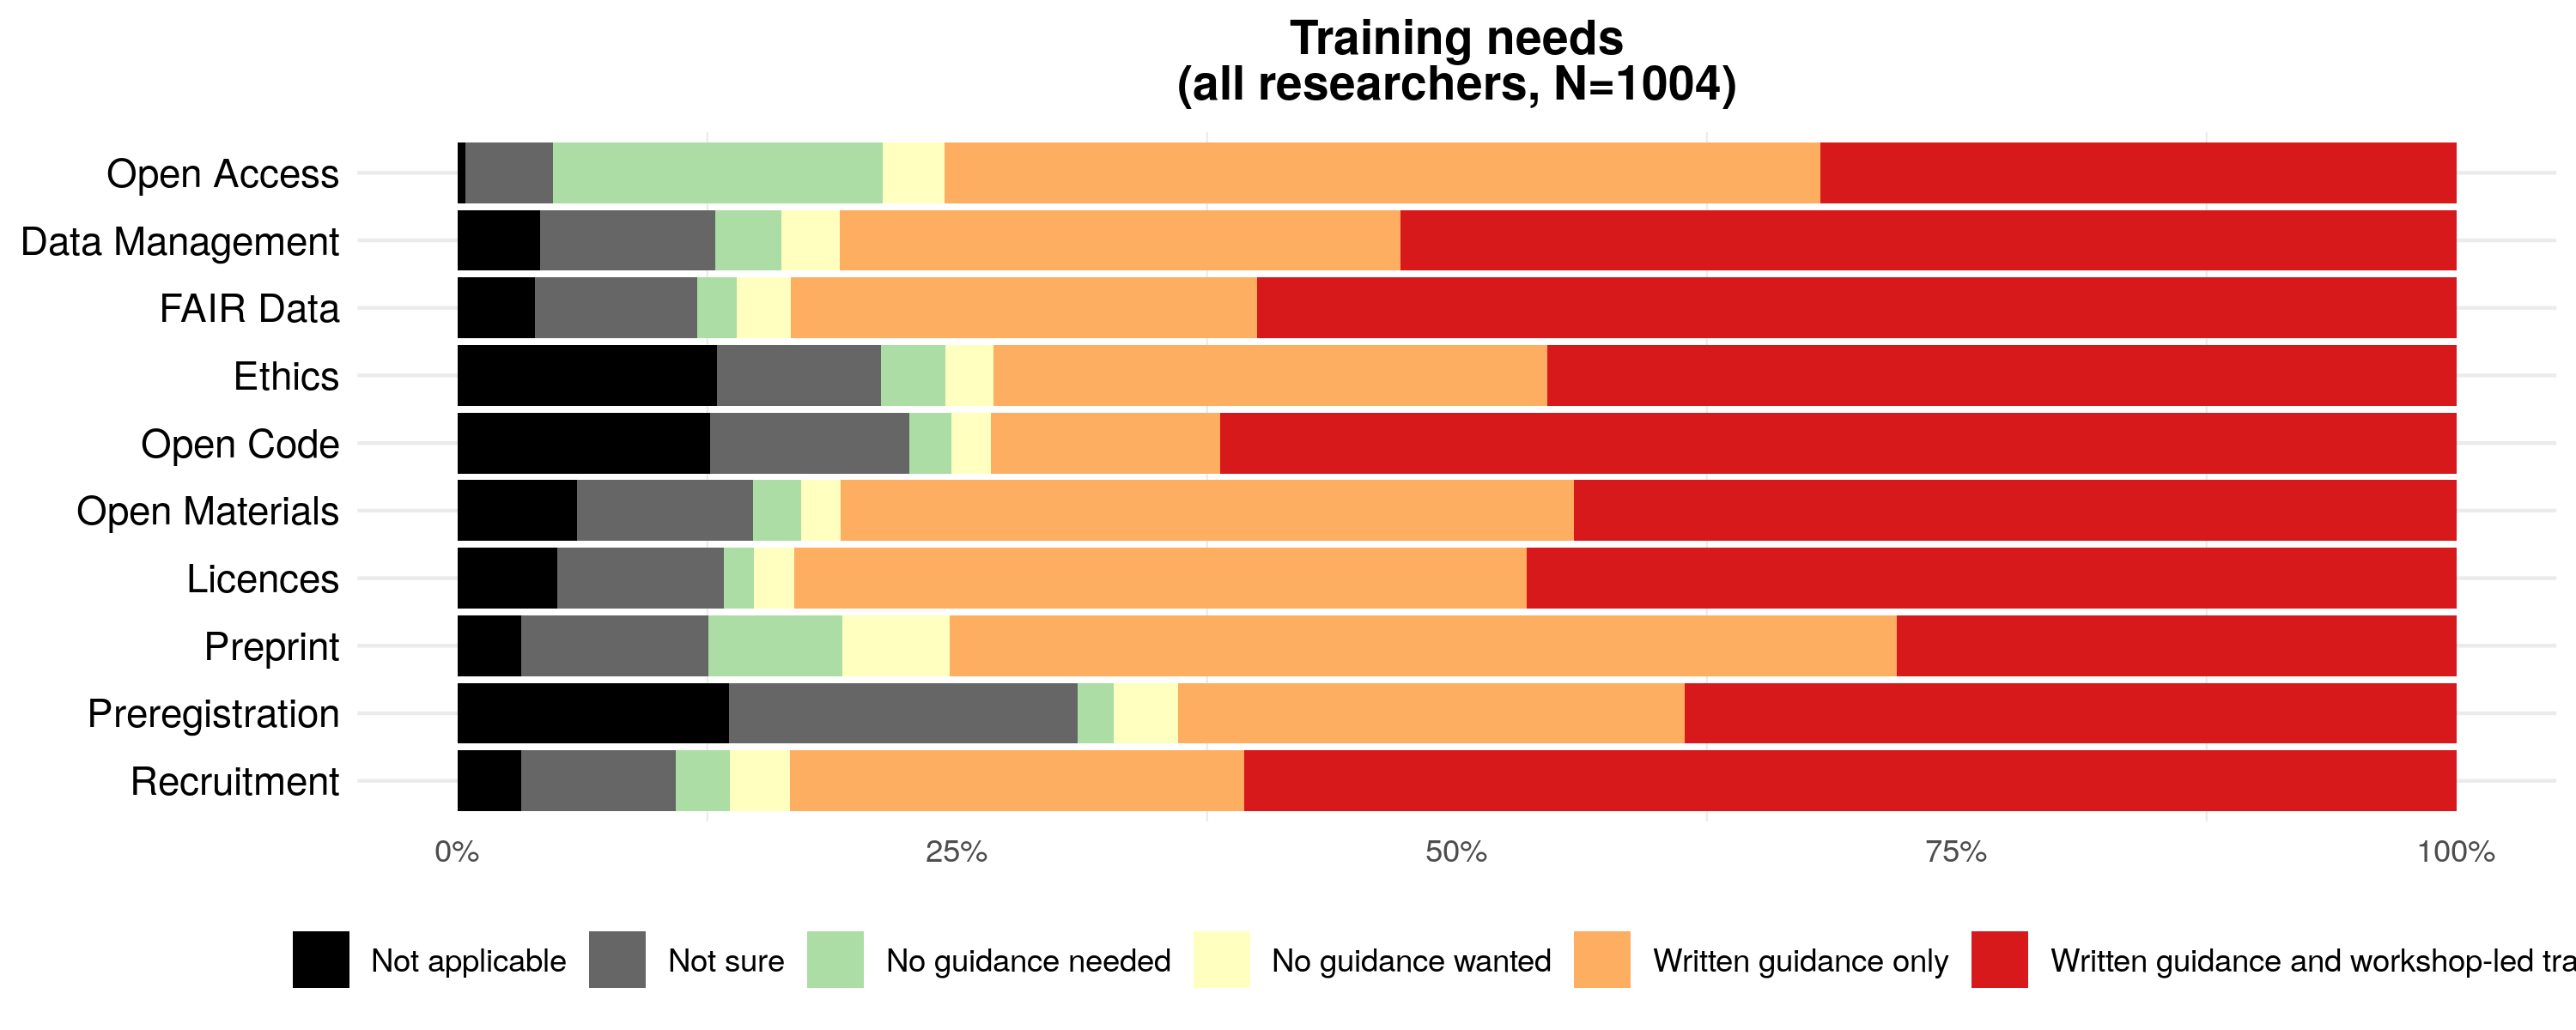 Training needs
(all researchers, N=1004)
Open Access
Data Management
FAIR Data
Ethics
Open Code
Open Materials
Licences
Preprint
Preregistration
Recruitment
0% 25% 50% 75% 100%
Not applicable Not sure No guidance needed No guidance wanted Written guidance only Written guidance and workshop-led